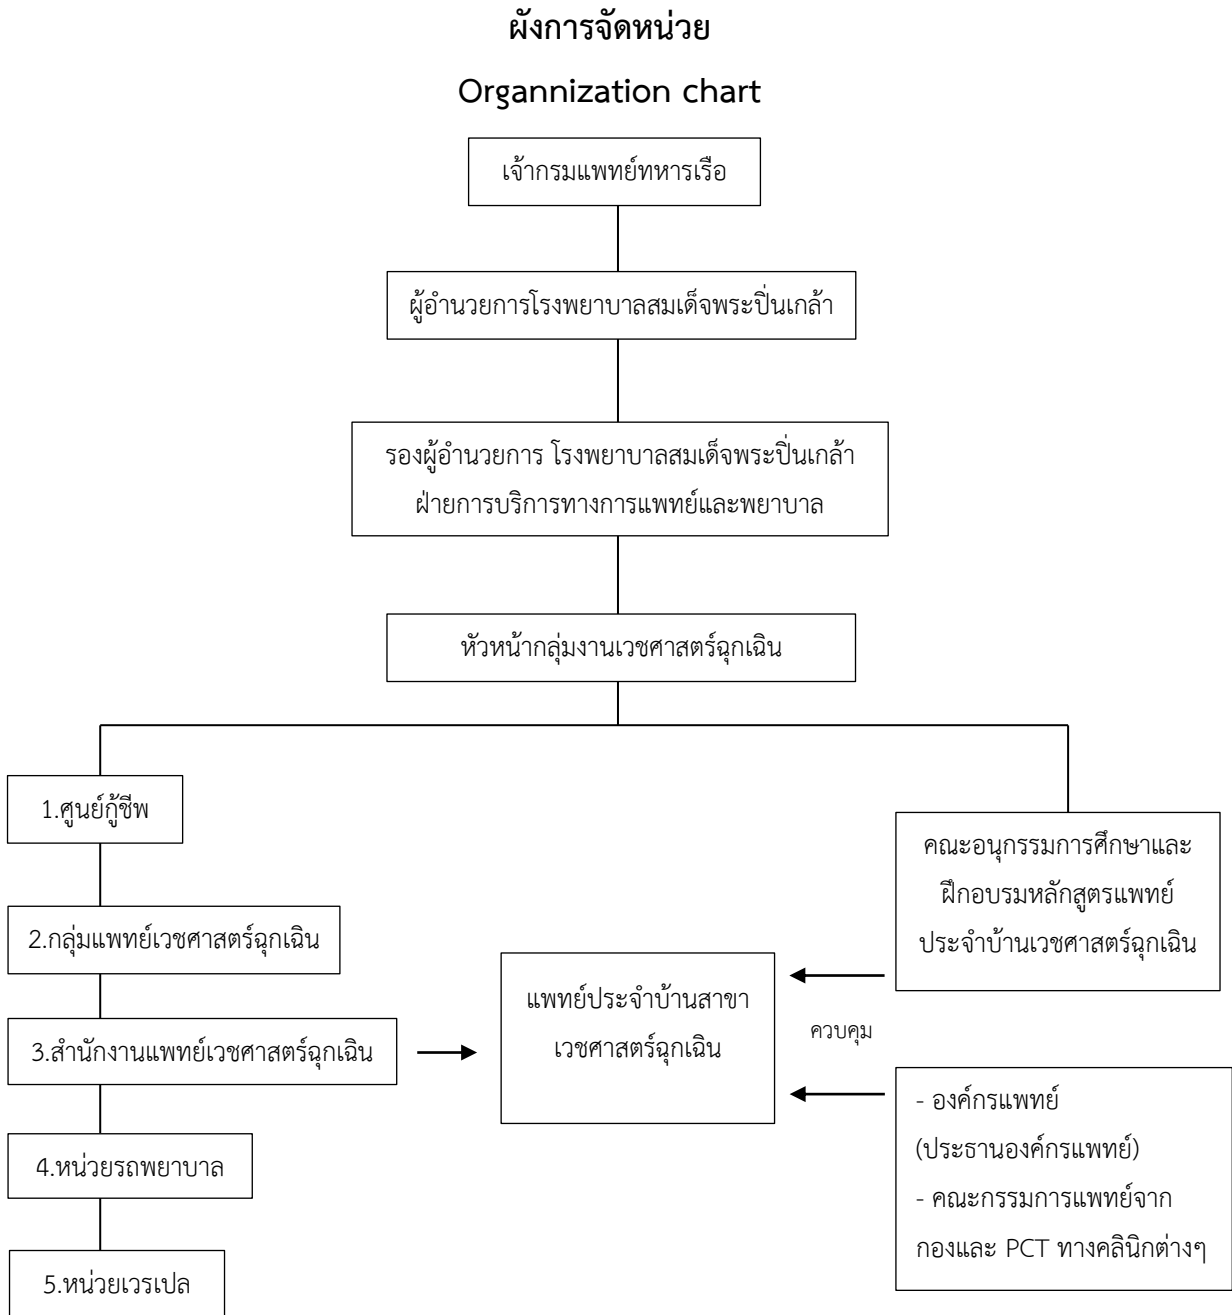 ผังการจัดหน่วย
Organnization chart
เจ้ากรมแพทย์ทหารเรือ
ผู้อำนวยการโรงพยาบาลสมเด็จพระปิ่นเกล้า
รองผู้อำนวยการ โรงพยาบาลสมเด็จพระปิ่นเกล้า
ฝ่ายการบริการทางการแพทย์และพยาบาล
หัวหน้ากลุ่มงานเวชศาสตร์ฉุกเฉิน
1.ศูนย์กู้ชีพ
2.กลุ่มแพทย์เวชศาสตร์ฉุกเฉิน
3.สำนักงานแพทย์เวชศาสตร์ฉุกเฉิน
4.หน่วยรถพยาบาล
5.หน่วยเวรเปล
แพทย์ประจำบ้านสาขา
เวชศาสตร์ฉุกเฉิน
คณะอนุกรรมการศึกษาและ
ฝึกอบรมหลักสูตรแพทย์
ประจำบ้านเวชศาสตร์ฉุกเฉิน
ควบคุม
- องค์กรแพทย์
(ประธานองค์กรแพทย์)
- คณะกรรมการแพทย์จาก
กองและ PCT ทางคลินิกต่างๆ